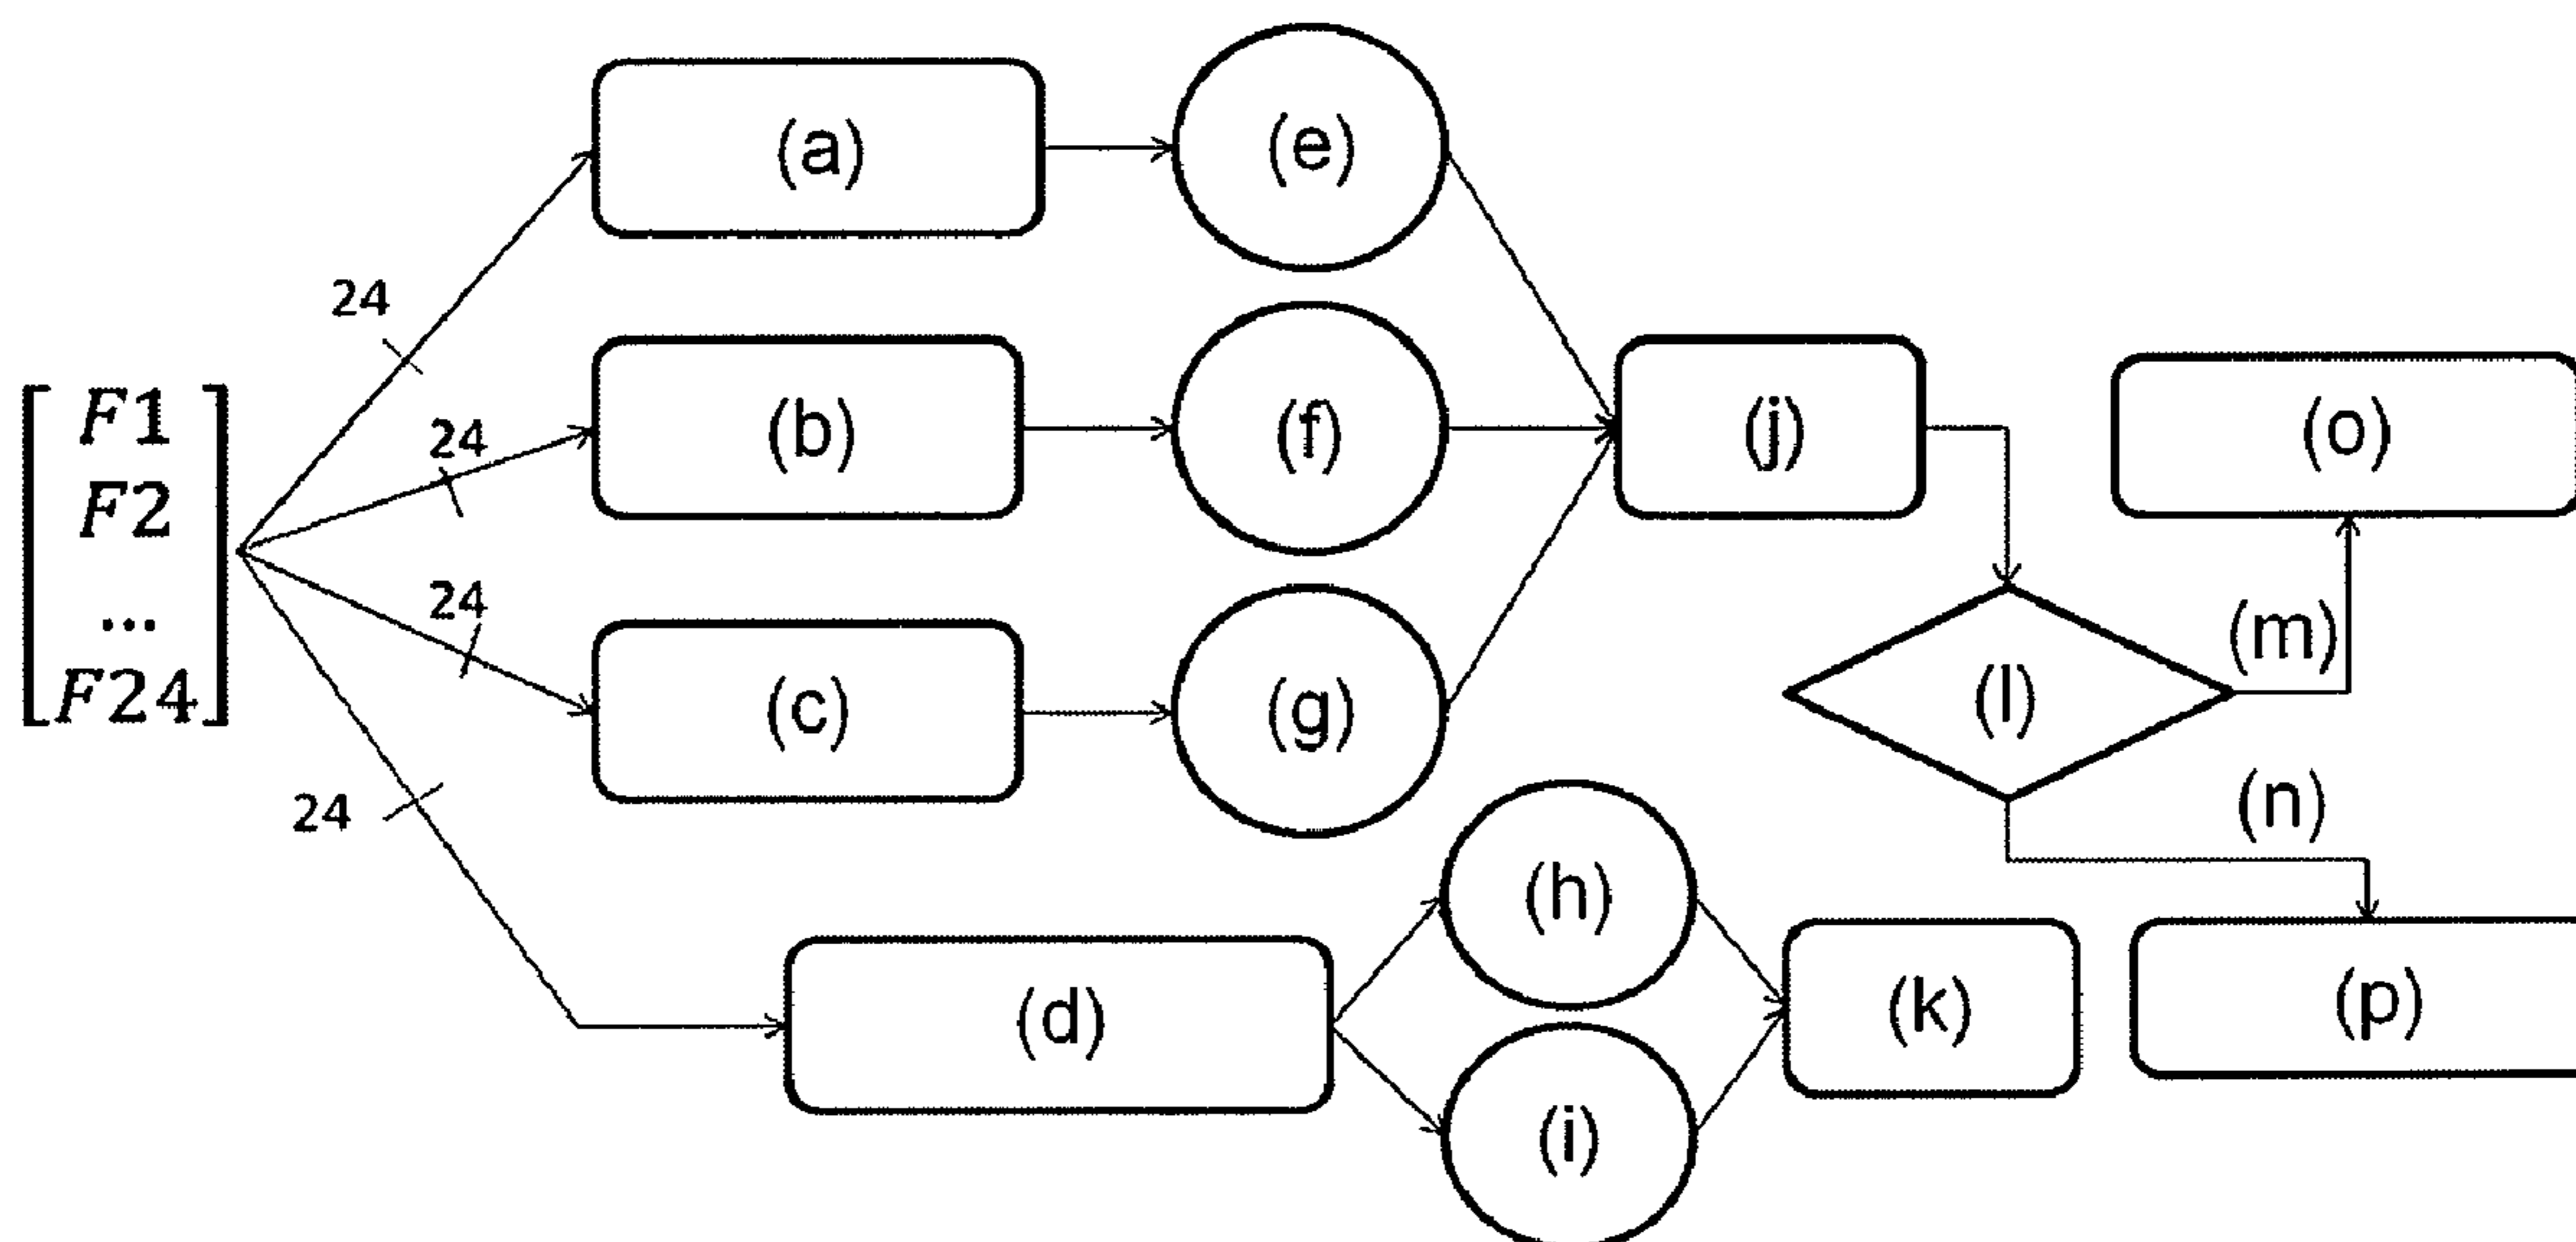 F1
F2
...
F24
24
24
24
24
(a)
(b)
(c)
(d)
(e)
(f)
(g)
(h)
(i)
(j)
(k)
(l)
(m)
(n)
(o)
(p)